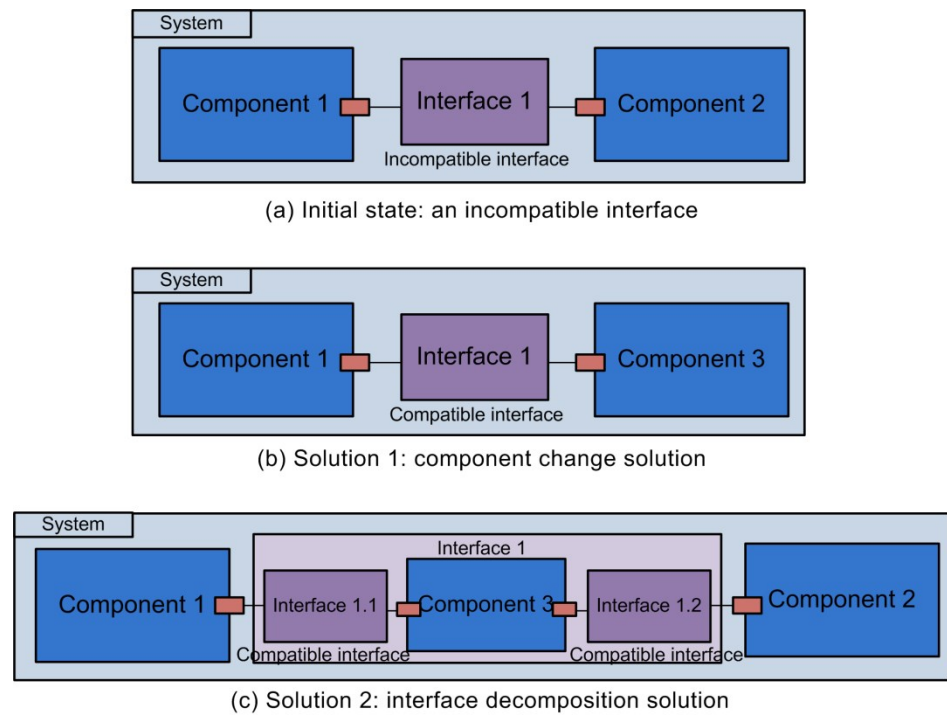 System
Component 1
Interface 1
Component 2
Incompatible interface
(a) Initial state: an incompatible interface
System
Component 1
Interface 1
Component 3
Compatible interface
(b) Solution 1: component change solution
System
Interface 1
Component 1
Interface 1.1
Component 3
Interface 1.2
Component 2
Compatible interface
Compatible interface
(c) Solution 2: interface decomposition solution